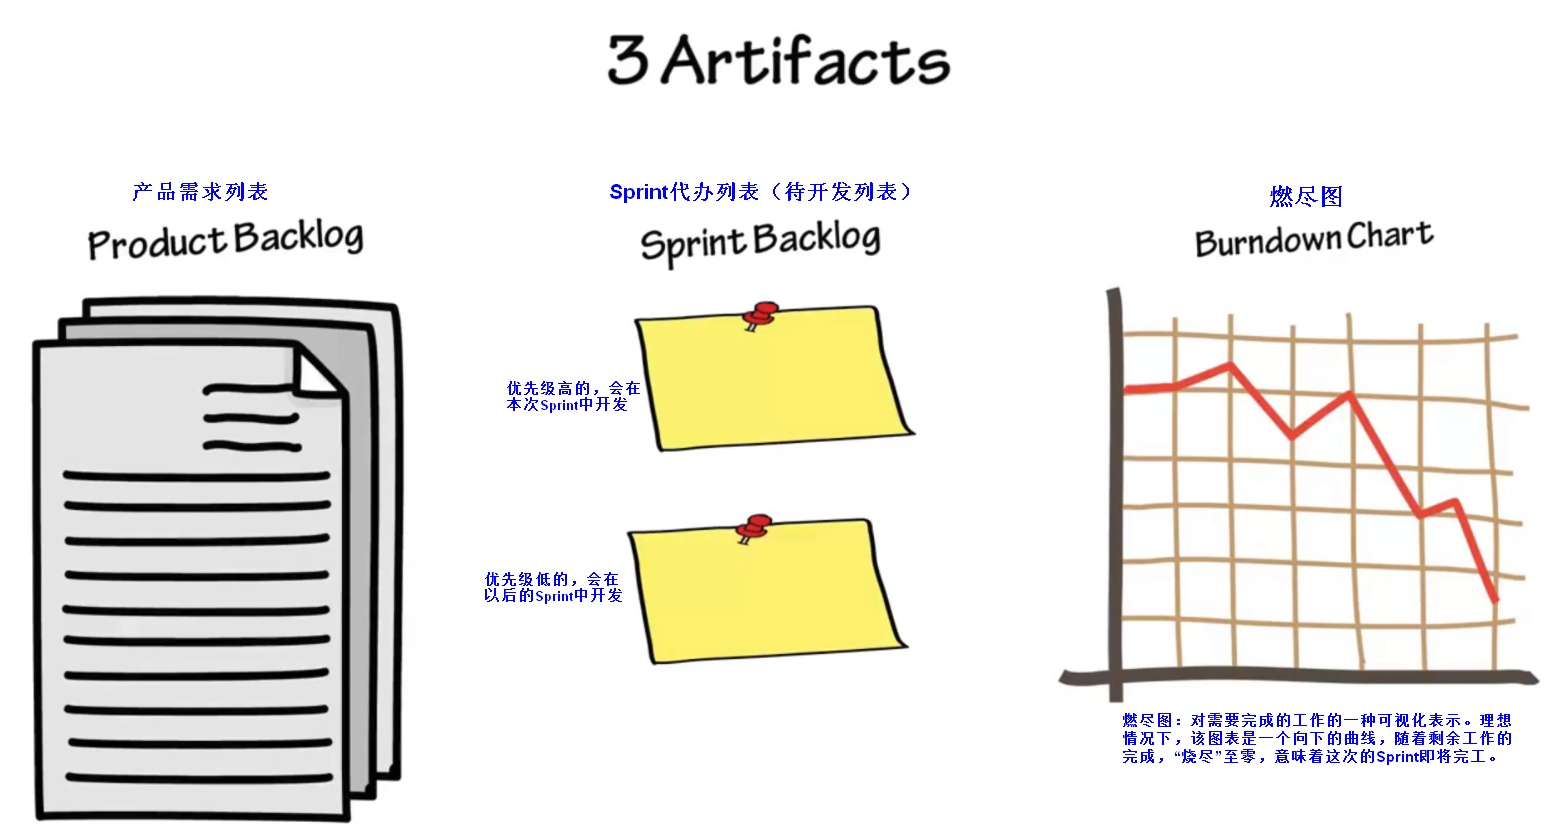 3 Artifacts
产品需求列表
Product Backlog
Sprint代办列表（待开发列表）
Sprint Backlog
优先级高的，会在
本次Sprint中开发
优先级低的，会在
以后的Sprint中开发
燃尽图
Burndown Chart
燃尽图：对需要完成的工作的一种可视化表示。理想
情况下，该图表是一个向下的曲线，随着剩余工作的
完成，“烧尽”至零，意味着这次的Sprint即将完工。